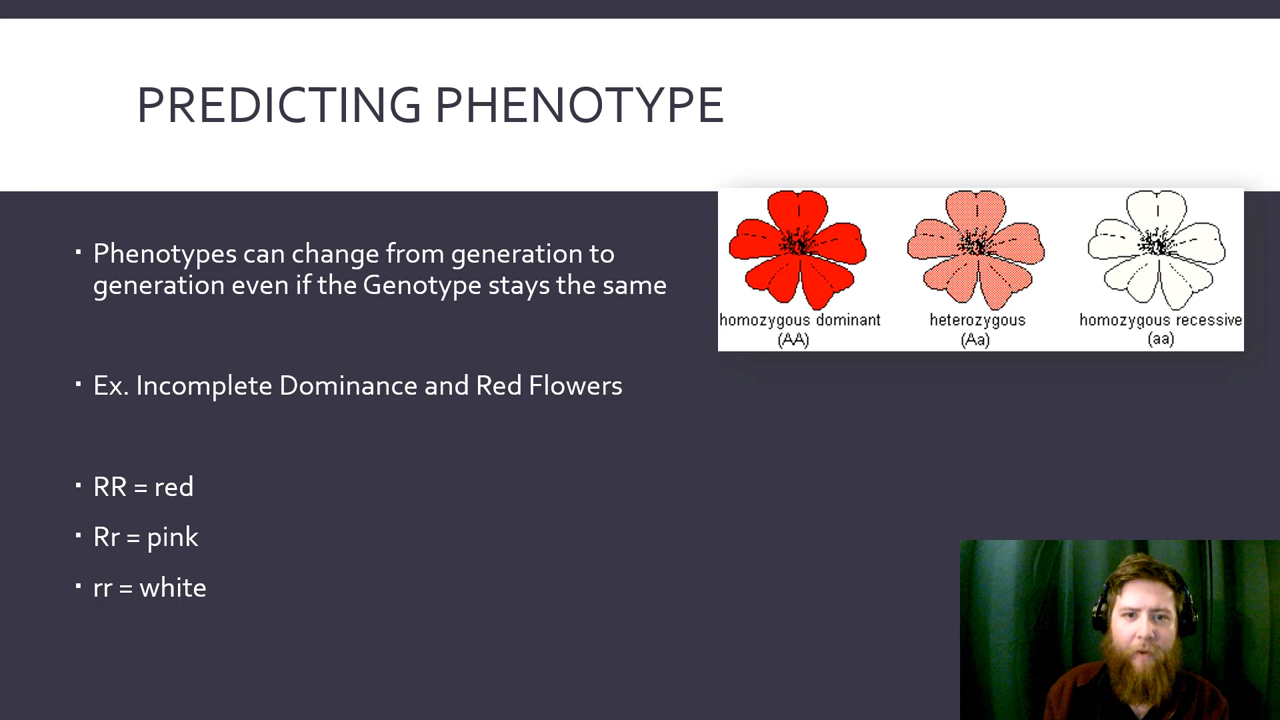 PREDICTING PHENOTYPE
▪ Phenotypes can change from generation to
generation even if the Genotype stays the same
▪ Ex. Incomplete Dominance and Red Flowers
▪ RR = red
▪ Rr = pink
▪ rr = white
homozygous dominant
(AA)
heterozygous
(Aa)
homozygous recessive
(aa)